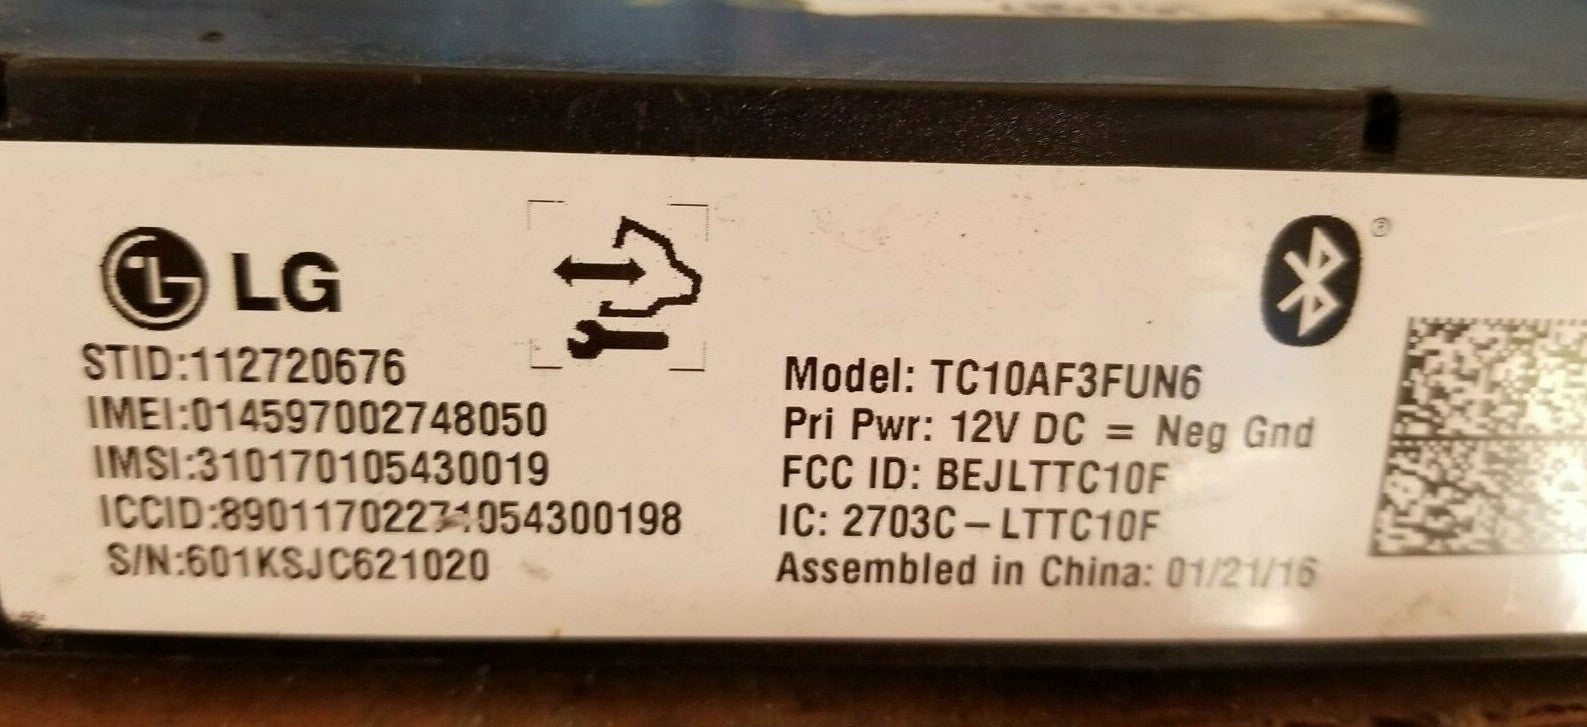 LG
STID:112720676
IMEI:014597002748050
IMSI:310170105430019
S/N:601KSJC621020
®
Model: TC10AF3FUN6
Pri Pwr: 12V DC = Neg Gnd
FCC ID: BEJLTTC10F
IC: 2703C-LTTC10F
Assembled in China: 01/21/16